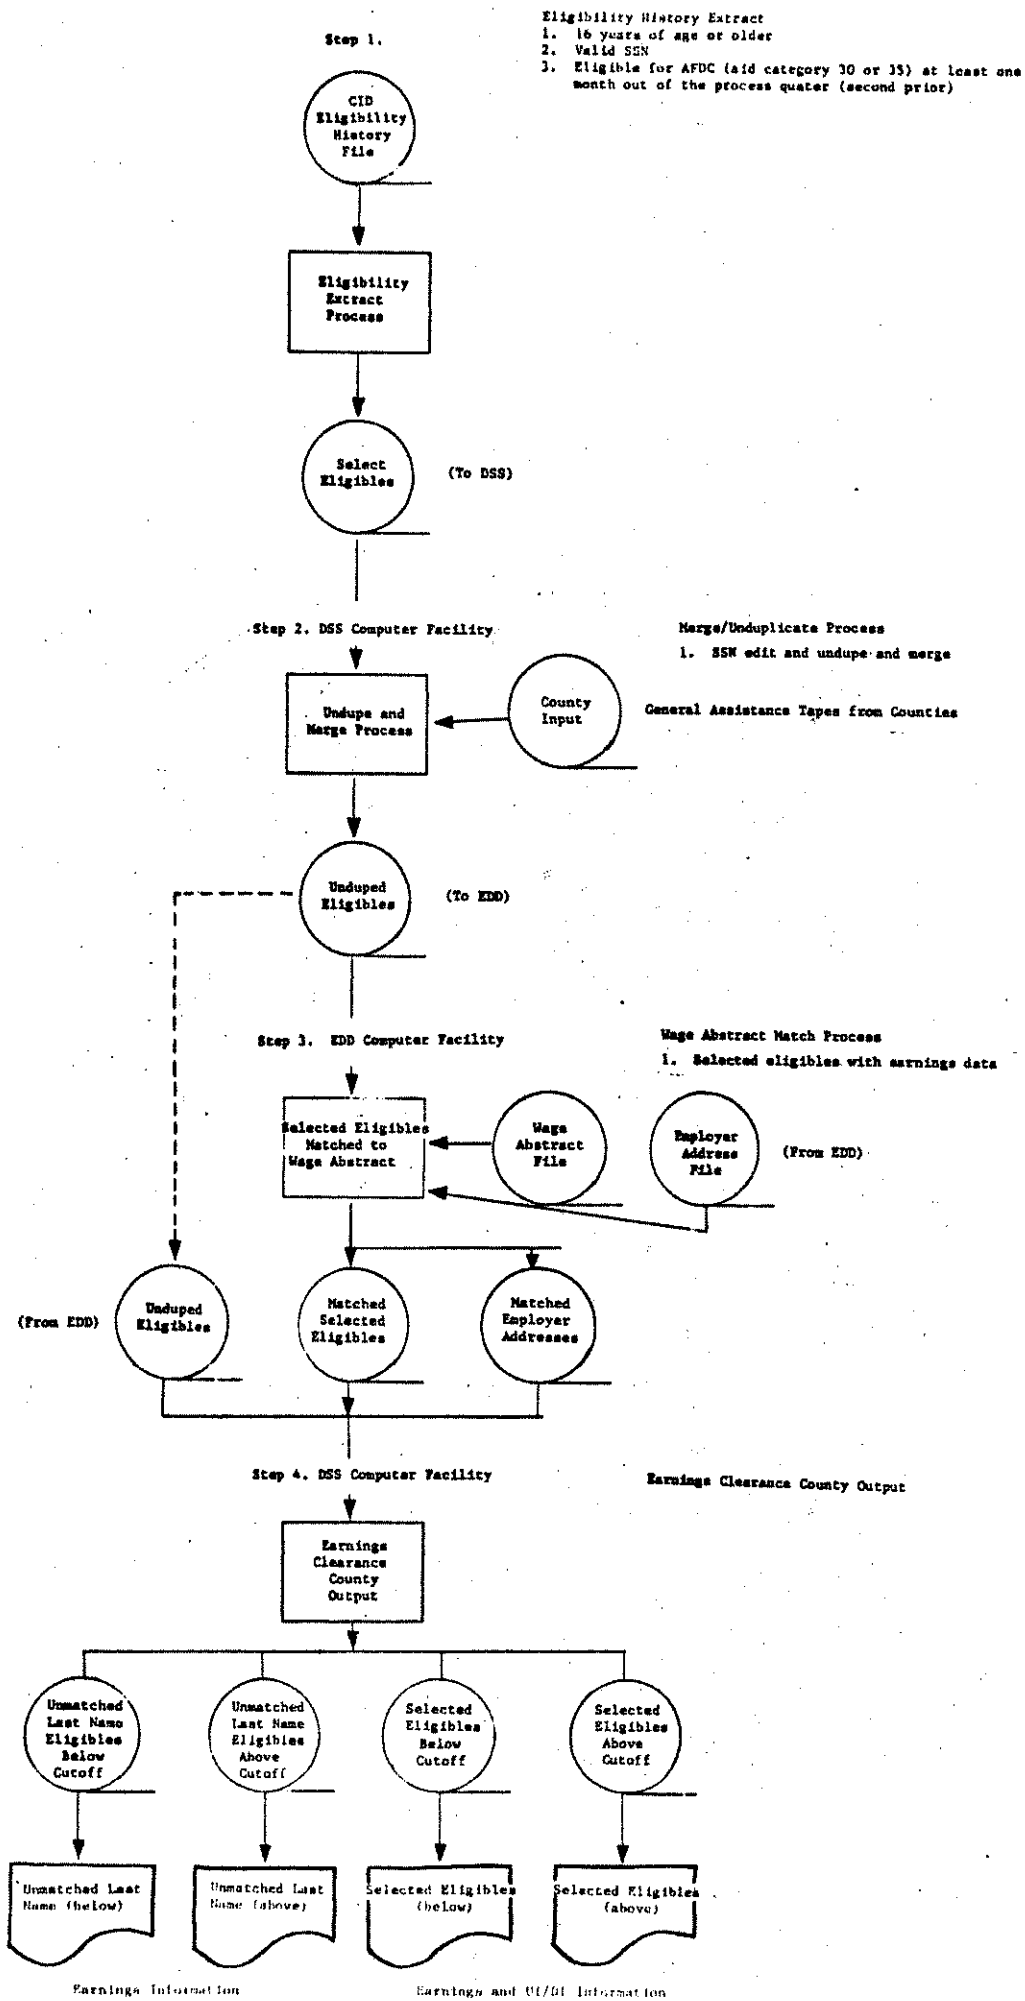 Step 1.
Eligibility History Extract
1. 16 years of age or older
2. Valid SSN
3. Eligible for AFDC (aid category 30 or 35) at least one
month out of the process quater (second prior)
CID
Eligibility
History
File
Eligibility
Extract
Process
Select
Eligibles
(To DSS)
Step 2. DSS Computer Facility
Merge/Unduplicate Process
1. SSN edit and undupe and merge
Undupe and
Merge Process
County
Input
General Assistance Tapes from Counties
Unduped
Eligibles
(To EDD)
Step 3. EDD Computer Facility
Wage Abstract Match Process
1. Selected eligibles with earnings data
Selected Eligibles
Matched to
Wage Abstract
Wage
Abstract
File
Employer
Address
File
(From EDD)
(From EDD)
Unduped
Eligibles
Matched
Selected
Eligibles
Matched
Employer
Addresses
Step 4. DSS Computer Facility
Earnings Clearance County Output
Earnings
Clearance
County
Output
Unmatched
Last Name
Eligibles
Below
Cutoff
Unmatched
Last Name
Eligibles
Above
Cutoff
Selected
Eligibles
Below
Cutoff
Selected
Eligibles
Above
Cutoff
Unmatched Last
Name (below)
Unmatched Last
Name (above)
Selected Eligibles
(below)
Selected Eligibles
(above)
Earnings Information
Earnings and UI/DI Information